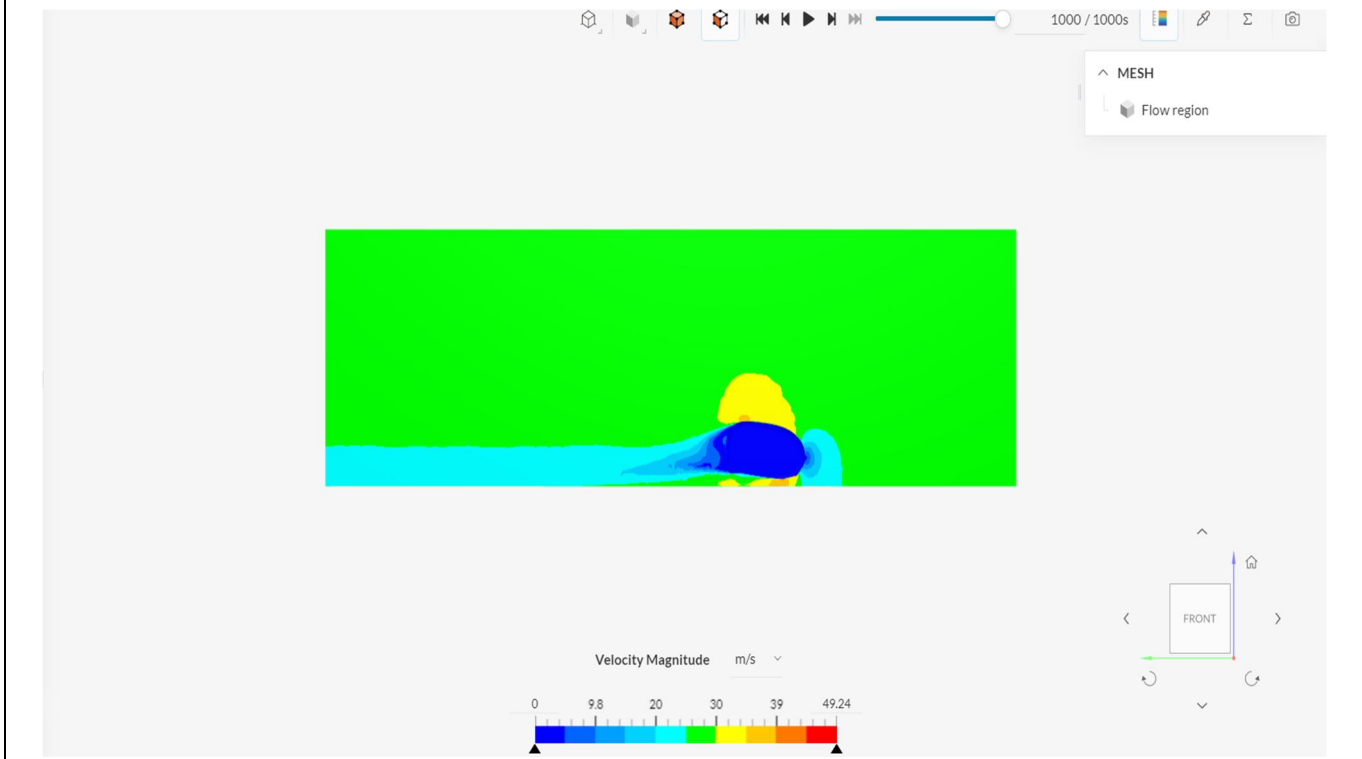 1000 / 1000s
MESH
Flow region
FRONT
Velocity Magnitude m/s
0 9.8 20 30 39 49.24